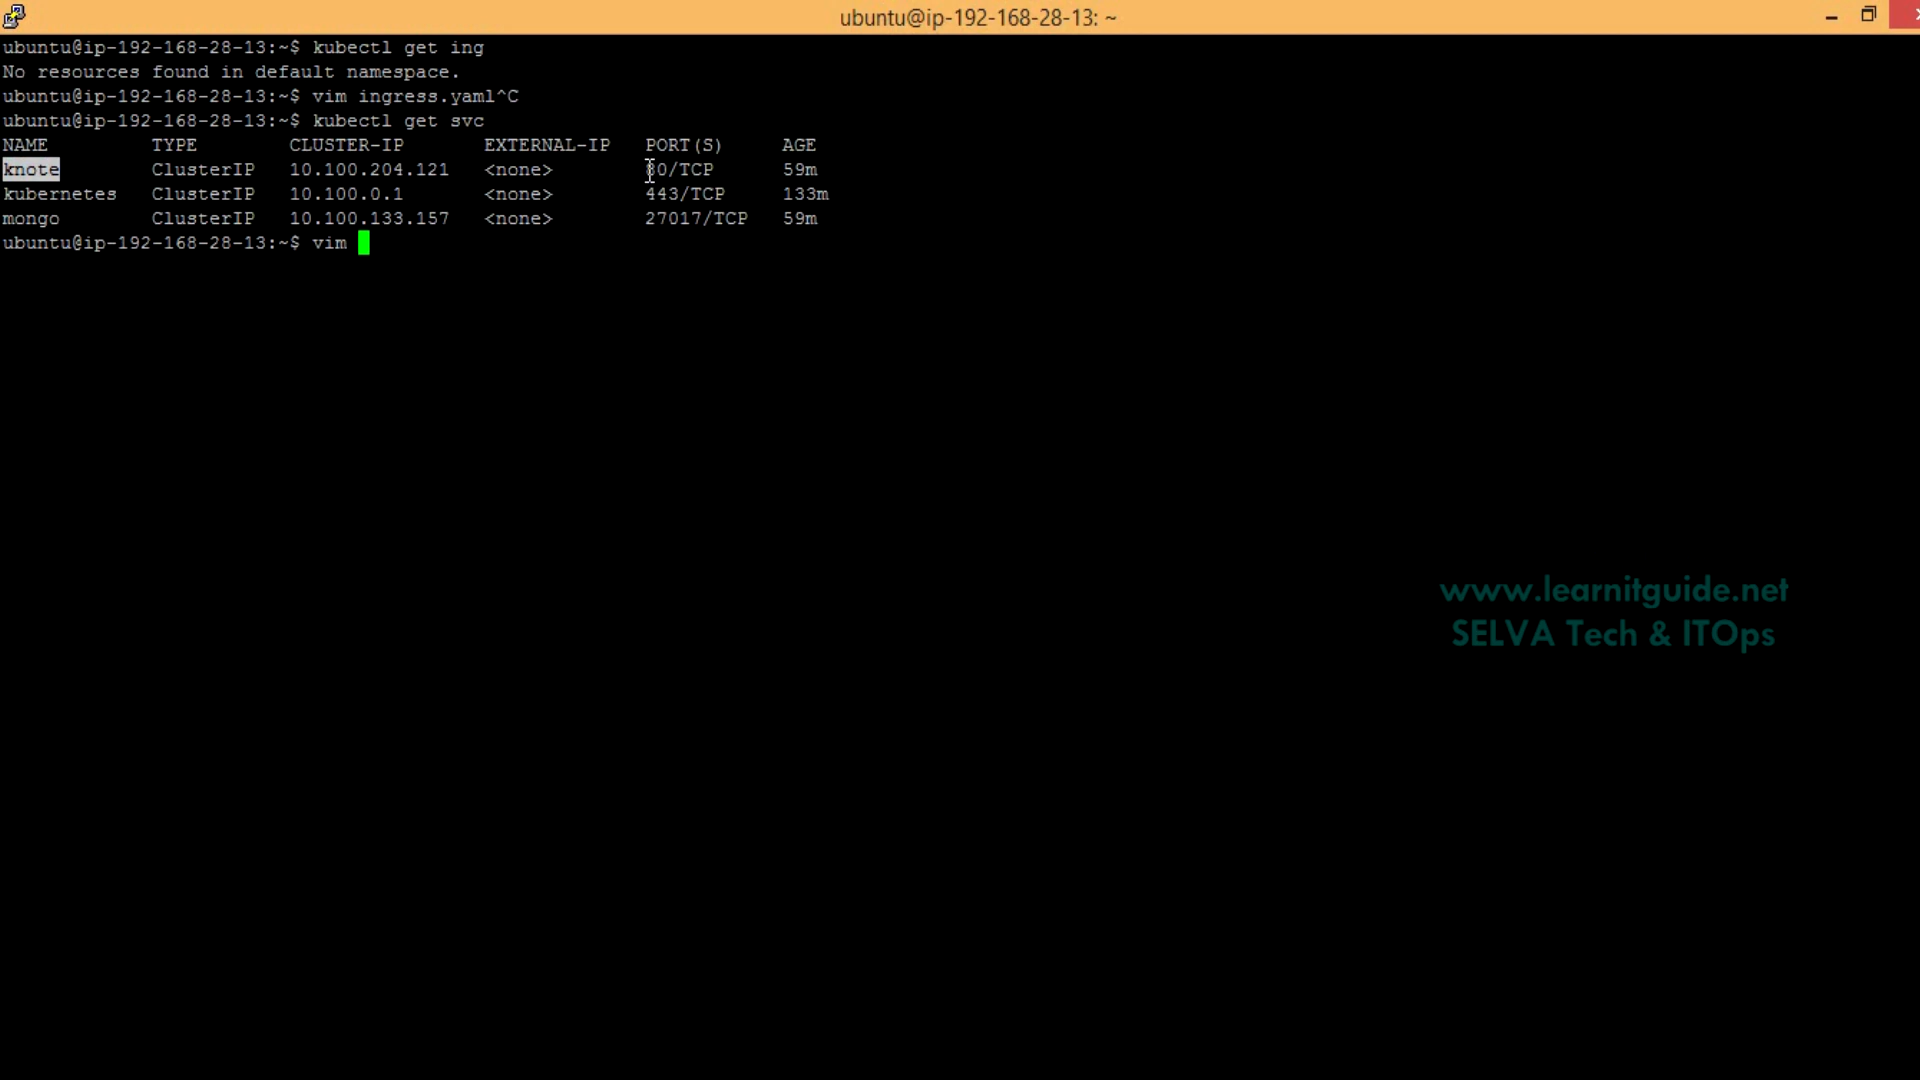 ubuntu@ip-192-168-28-13: ~
ubuntu@ip-192-168-28-13:~$ kubectl get ing
No resources found in default namespace.
ubuntu@ip-192-168-28-13:~$ vim ingress.yaml^C
ubuntu@ip-192-168-28-13:~$ kubectl get svc
NAME TYPE CLUSTER-IP EXTERNAL-IP PORT(S) AGE
knote ClusterIP 10.100.204.121 <none> 80/TCP 59m
kubernetes ClusterIP 10.100.0.1 <none> 443/TCP 133m
mongo ClusterIP 10.100.133.157 <none> 27017/TCP 59m
ubuntu@ip-192-168-28-13:~$ vim
www.learnitguide.net
SELVA Tech & ITOps